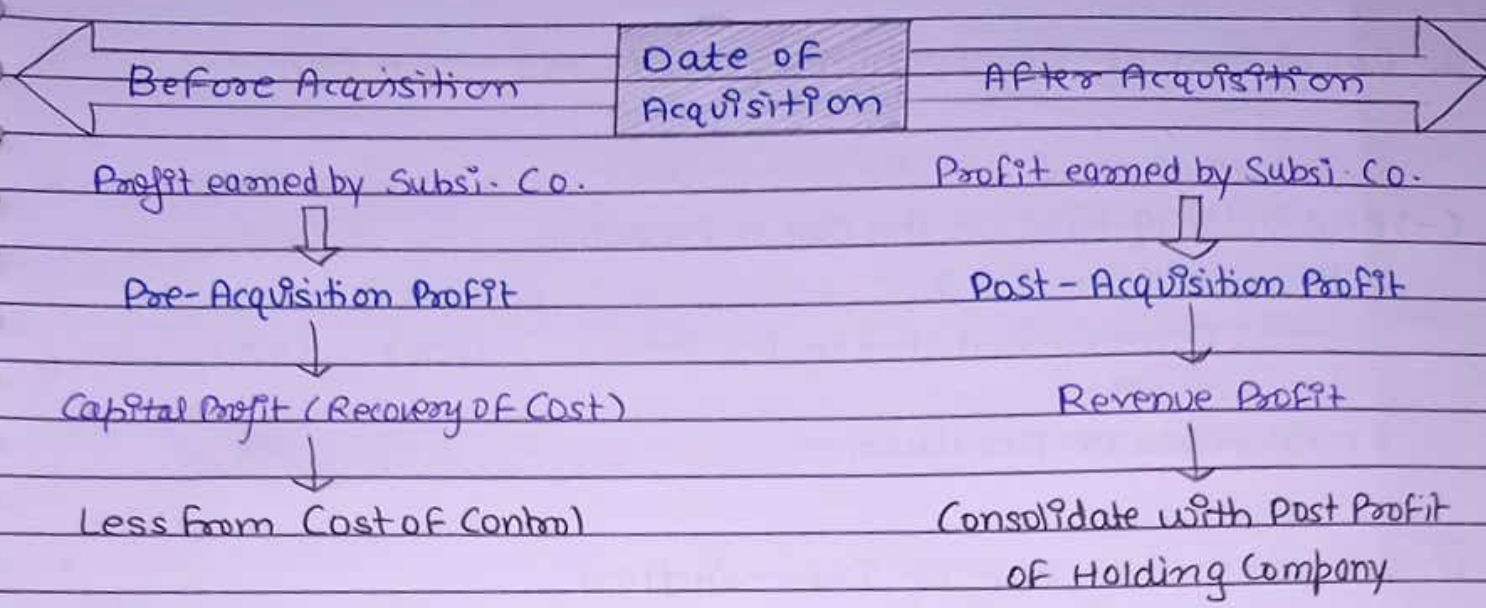 Before Acquisition
Date of
Acquisition
After Acquisition
Profit earned by Subsi. Co.
Profit earned by Subsi. Co.
Pre-Acquisition Profit
Post - Acquisition Profit
Capital Profit (Recovery of Cost)
Revenue Profit
Less from Cost of Control
Consolidate with Post Profit
of Holding Company